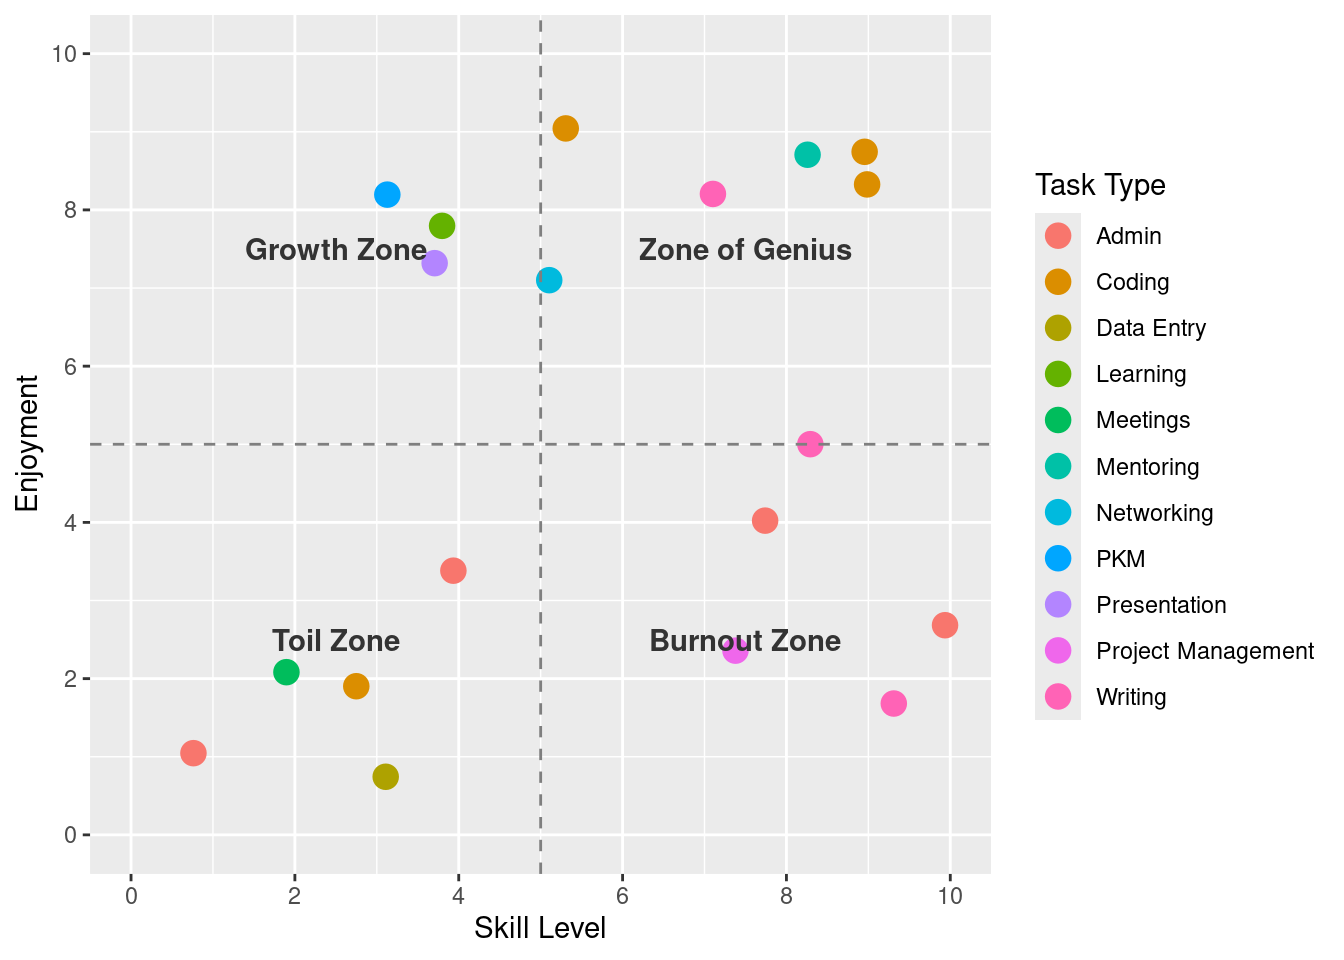 10
8
6
4
2
0
Enjoyment
Growth Zone
Zone of Genius
Toil Zone
Burnout Zone
0 2 4 6 8 10
Skill Level
Task Type
Admin
Coding
Data Entry
Learning
Meetings
Mentoring
Networking
PKM
Presentation
Project Management
Writing